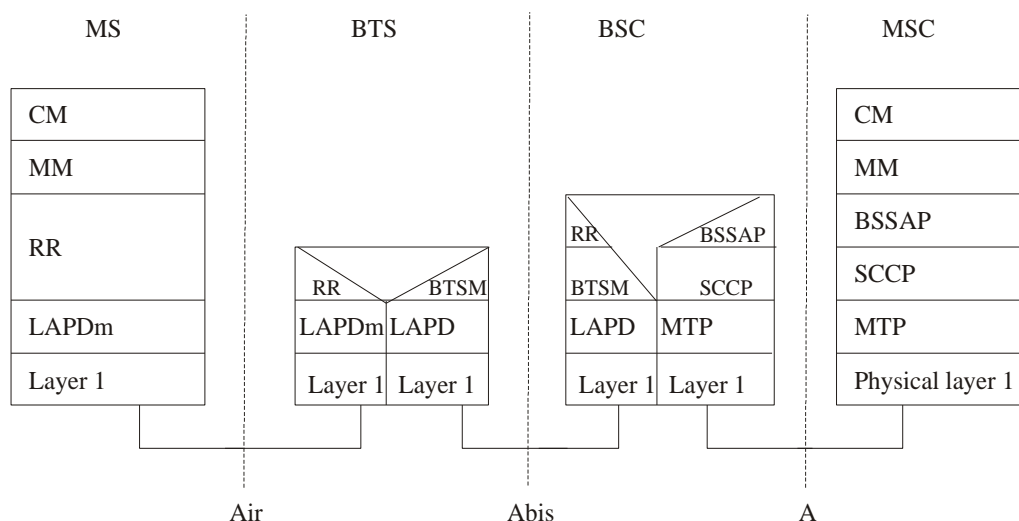 MS BTS BSC MSC
CM
MM
RR
LAPDm
Layer 1
RR BTSM
LAPDm LAPD
Layer 1 Layer 1
RR BSSAP
BTSM SCCP
LAPD MTP
Layer 1 Layer 1
CM
MM
BSSAP
SCCP
MTP
Physical layer 1
Air Abis A